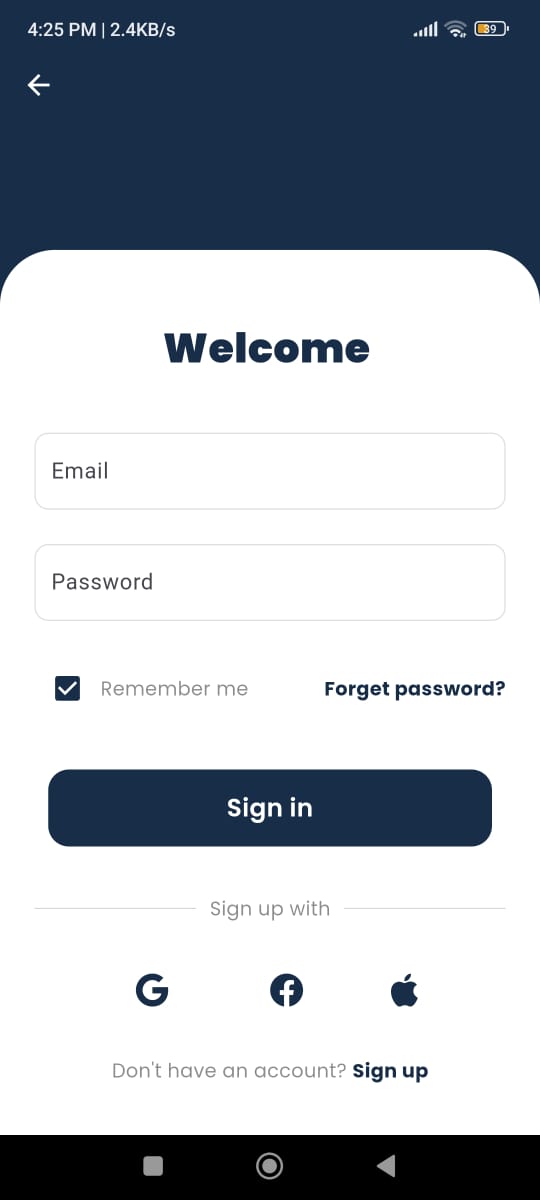 4:25 PM | 2.4KB/s
39
Welcome
Email
Password
Remember me Forget password?
Sign in
Sign up with
Don't have an account? Sign up